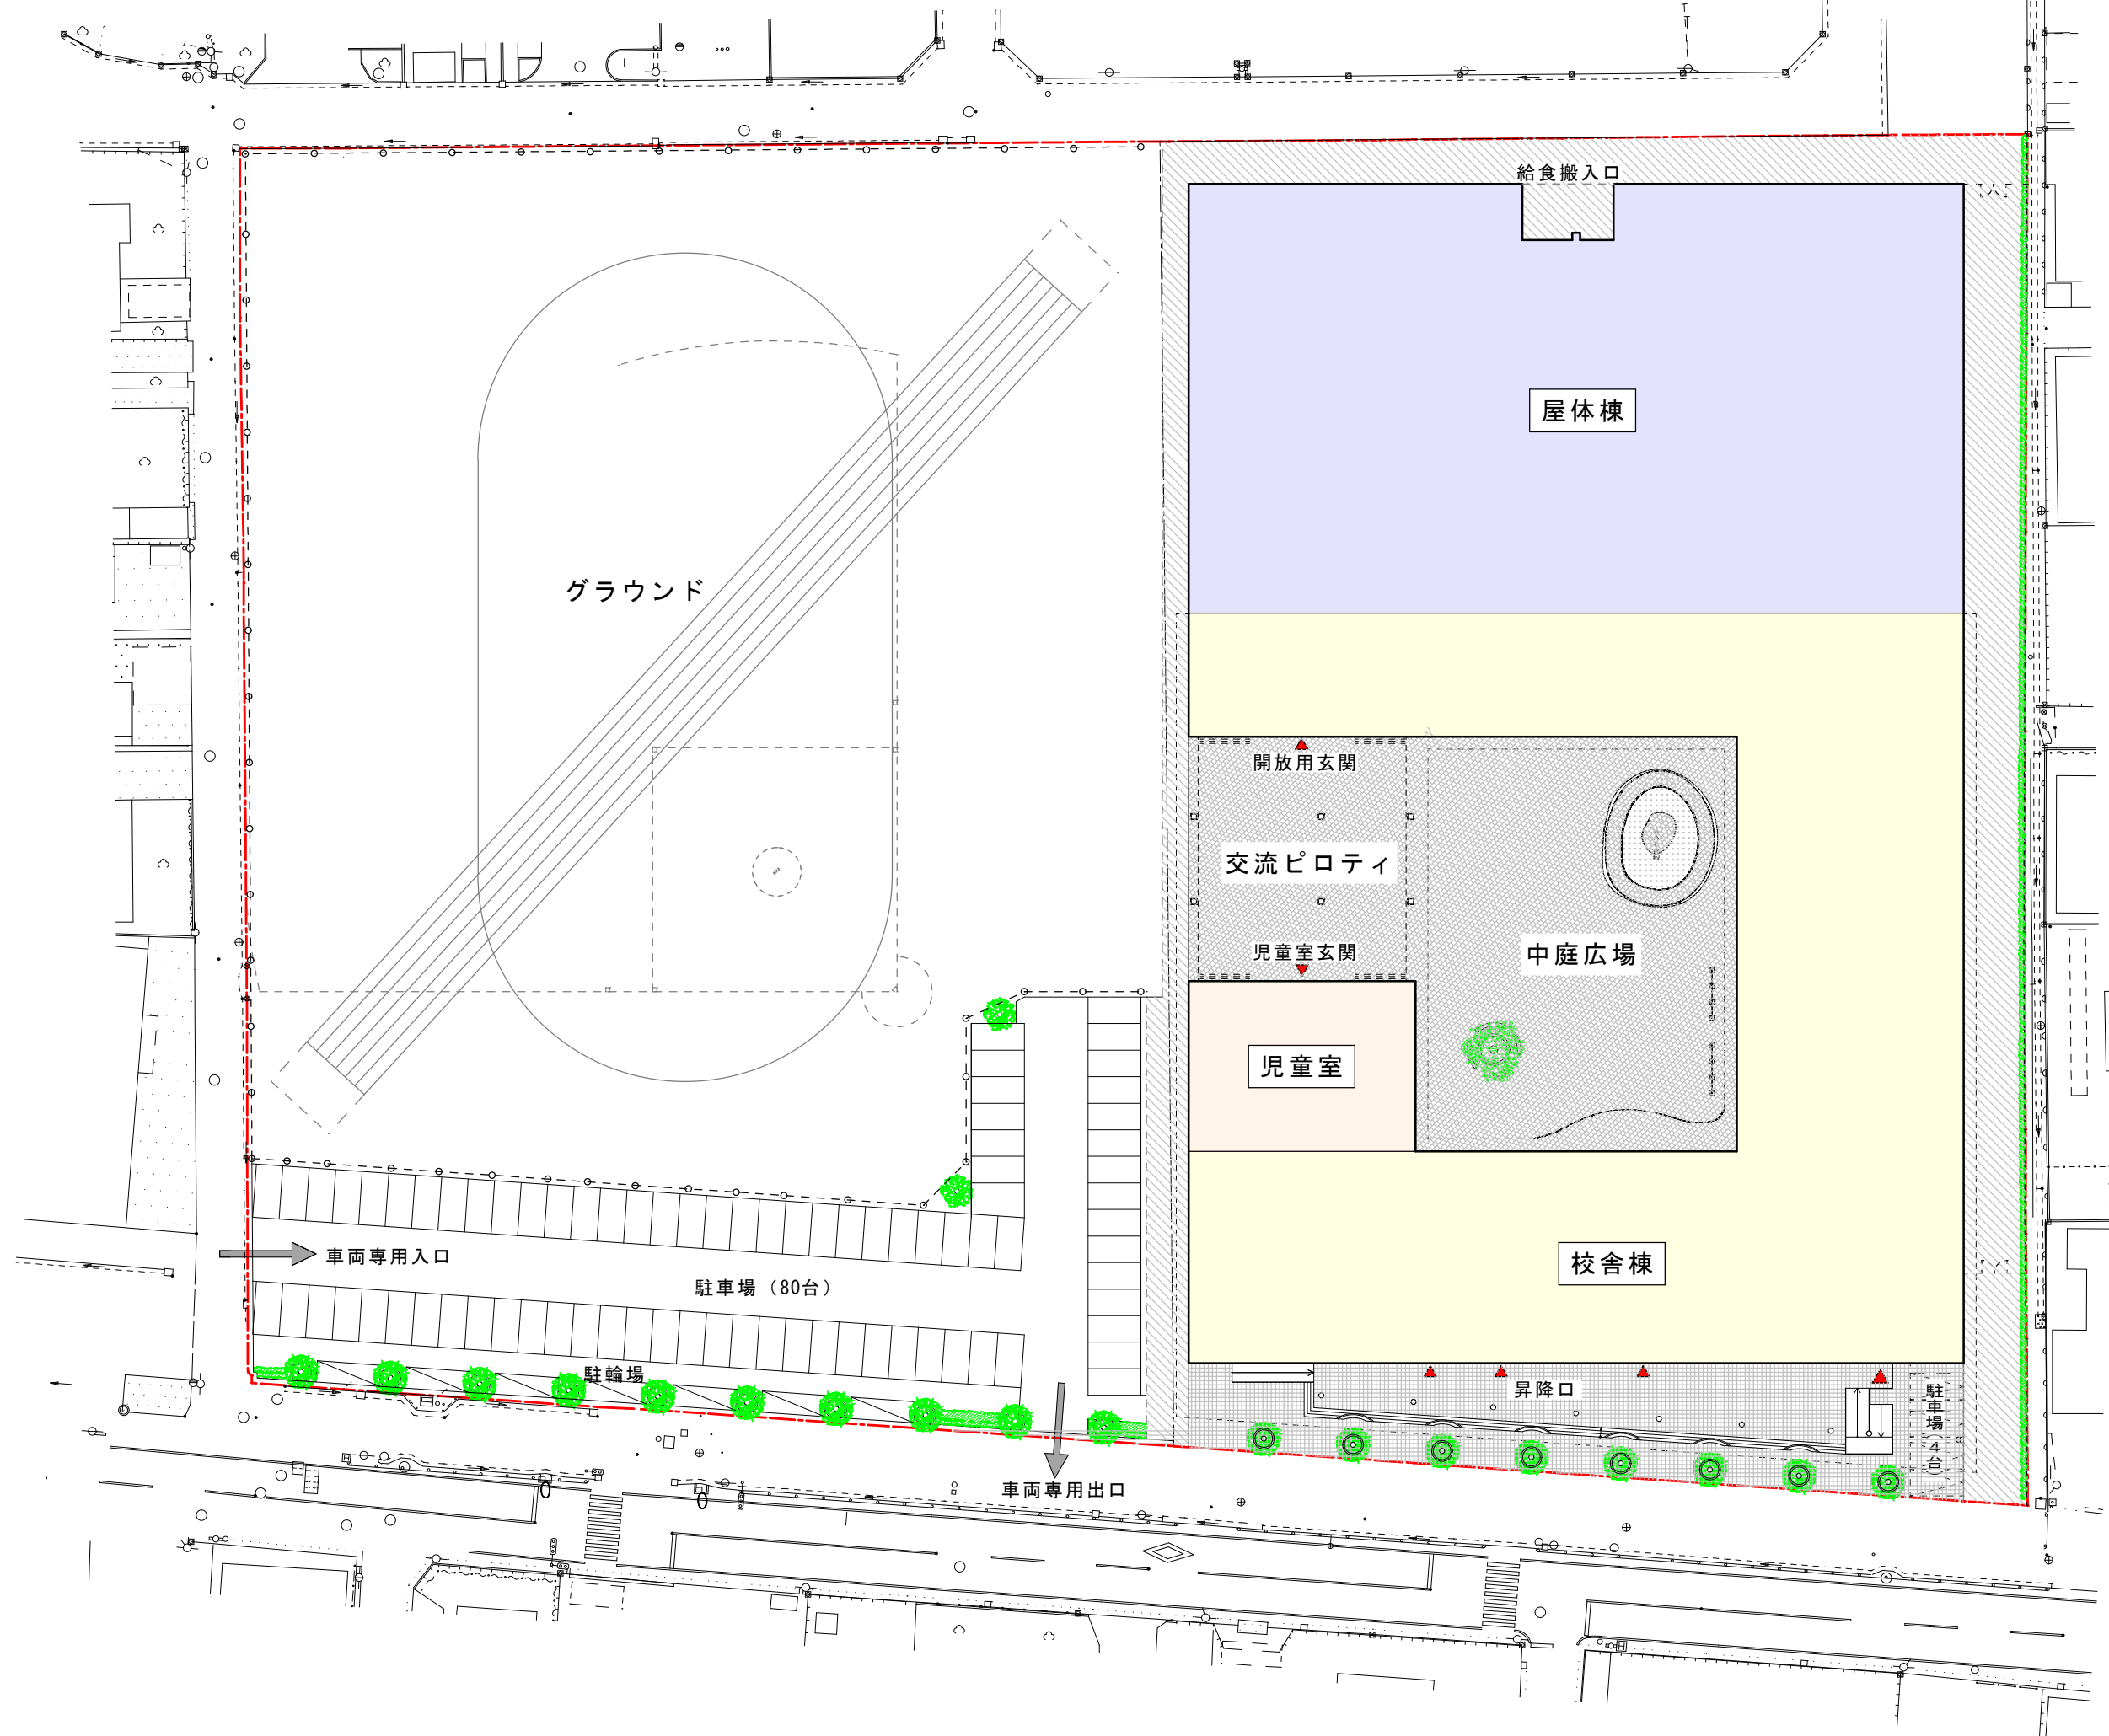 給食搬入口
屋体棟
グラウンド
開放用玄関
交流ピロティ
児童室玄関
中庭広場
児童室
車両専用入口
駐車場（80台）
校舎棟
駐輪場
昇降口
駐車場（4台）
車両専用出口